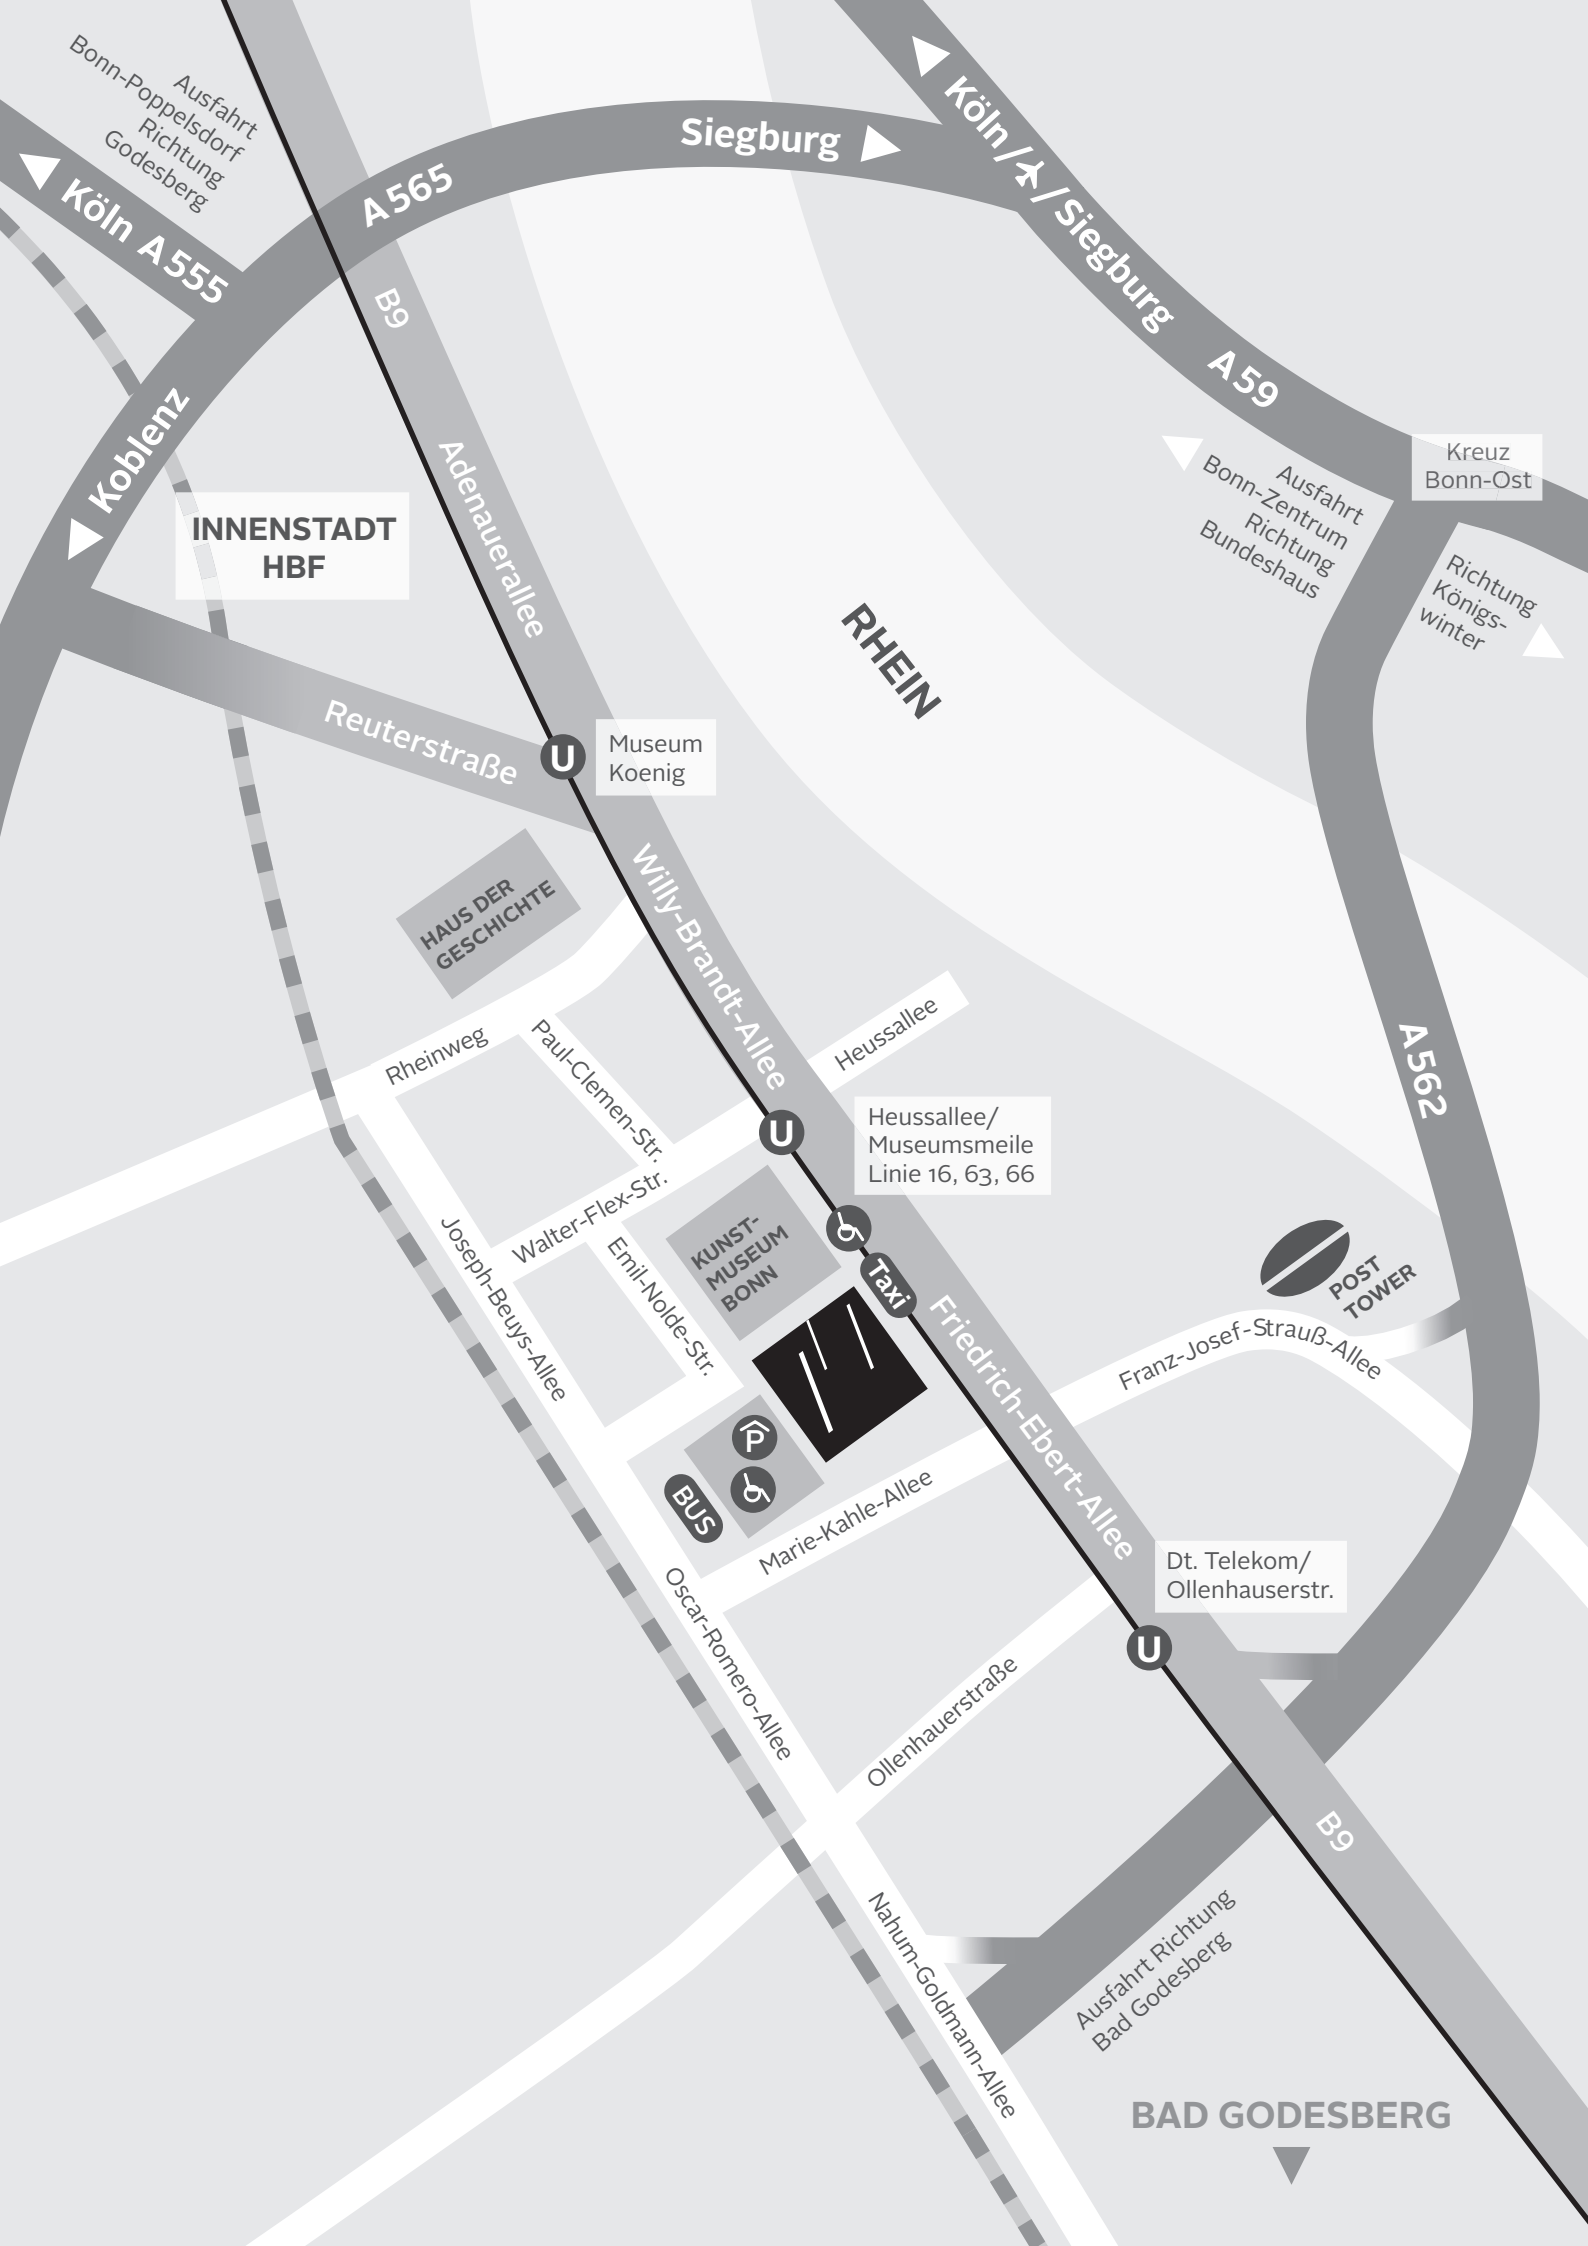 Ausfahrt
Bonn-Poppelsdorf
Richtung
Godesberg
Köln A 555
A 565
Siegburg
Köln / / Siegburg
A 59
B9
Koblenz
INNENSTADT
HBF
Adenauerallee
Reuterstraße
U
Museum
Koenig
RHEIN
Kreuz
Bonn-Ost
Ausfahrt
Bonn-Zentrum
Richtung
Bundeshaus
Richtung
Königs-
winter
HAUS DER
GESCHICHTE
Willy-Brandt-Allee
Rheinweg
Paul-Clemen-Str.
Heussallee
A 562
U
Heussallee/
Museumsmeile
Linie 16, 63, 66
Walter-Flex-Str.
Joseph-Beuys-Allee
Emil-Nolde-Str.
KUNST-
MUSEUM
BONN
Taxi
POST
TOWER
Friedrich-Ebert-Allee
Franz-Josef-Strauß-Allee
P
BUS
Marie-Kahle-Allee
Dt. Telekom/
Ollenhauserstr.
U
Oscar-Romero-Allee
Ollenhauerstraße
B9
Nahum-Goldmann-Allee
Ausfahrt Richtung
Bad Godesberg
BAD GODESBERG